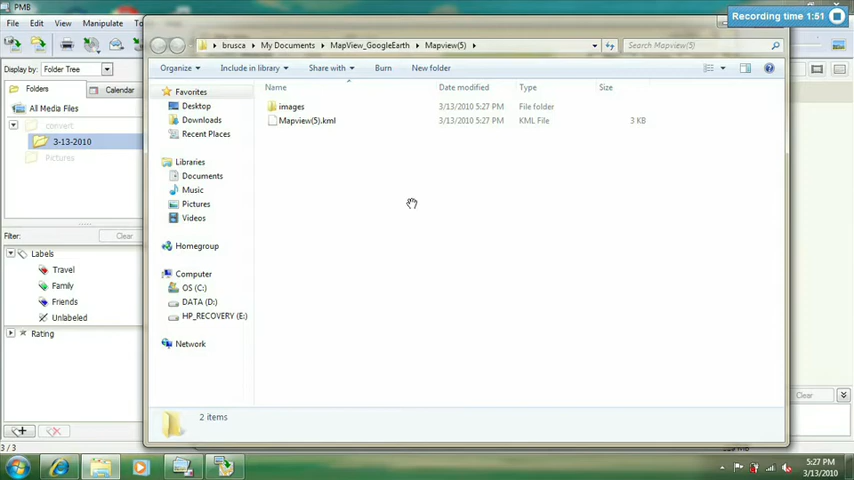 PMB
Recording time 1:51
File Edit View Manipulate
brusca My Documents MapView_GoogleEarth Mapview(5) Search Mapview(5)
Display by: Folder Tree
Organize Include in library Share with Burn New folder
Folders Calendar
Name Date modified Type Size
Favorites
All Media Files
Desktop
images 3/13/2010 5:27 PM File folder
Downloads
Mapview(5).kml 3/13/2010 5:27 PM KML File 3 KB
convert
Recent Places
3-13-2010
Pictures
Libraries
Documents
Music
Pictures
Videos
Filter: Clear
Homegroup
Labels
Travel
Computer
Family
OS (C:)
Friends
DATA (D:)
Unlabeled
HP_RECOVERY (E:)
Rating
Network
Clear
2 items
3 / 3
5:27 PM
3/13/2010